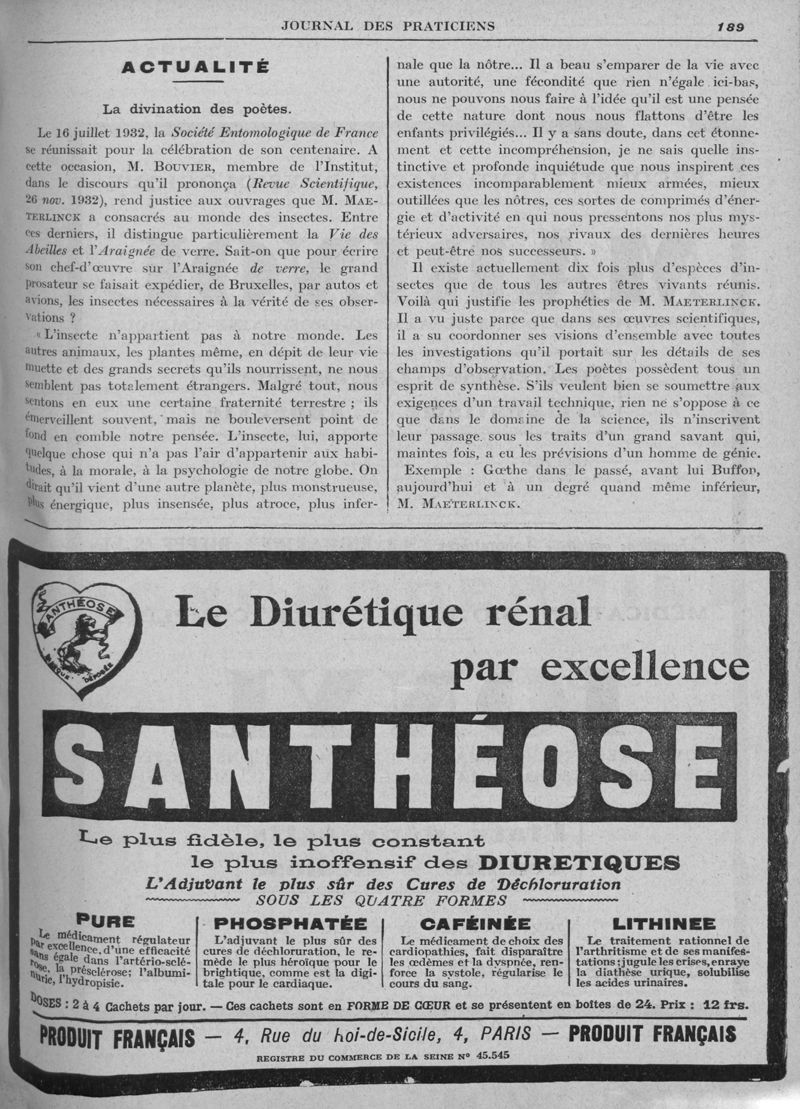 JOURNAL DES PRATICIENS 189
ACTUALITÉ
La divination des poètes.
Le 16 juillet 1932, la Société Entomologique de France
se réunissait pour la célébration de son centenaire. A
cette occasion, M. BOUVIER, membre de l'Institut,
dans le discours qu'il prononça (Revue Scientifique,
26 nov. 1932), rend justice aux ouvrages que M. MAE-
TERLINCK a consacrés au monde des insectes. Entre
ces derniers, il distingue particulièrement la Vie des
Abeilles et l'Araignée de verre. Sait-on que pour écrire
son chef-d'œuvre sur l'Araignée de verre, le grand
prosateur se faisait expédier, de Bruxelles, par autos et
avions, les insectes nécessaires à la vérité de ses obser-
vations ?
« L'insecte n'appartient pas à notre monde. Les
autres animaux, les plantes même, en dépit de leur vie
muette et des grands secrets qu'ils nourrissent, ne nous
semblent pas totalement étrangers. Malgré tout, nous
sentons en eux une certaine fraternité terrestre ; ils
émerveillent souvent, mais ne bouleversent point de
fond en comble notre pensée. L'insecte, lui, apporte
quelque chose qui n'a pas l'air d'appartenir aux habi-
tudes, à la morale, à la psychologie de notre globe. On
dirait qu'il vient d'une autre planète, plus monstrueuse,
plus énergique, plus insensée, plus atroce, plus infer-
nale que la nôtre... Il a beau s'emparer de la vie avec
une autorité, une fécondité que rien n'égale ici-bas,
nous ne pouvons nous faire à l'idée qu'il est une pensée
de cette nature dont nous nous flattons d'être les
enfants privilégiés... Il y a sans doute, dans cet étonne-
ment et cette incompréhension, je ne sais quelle ins-
tinctive et profonde inquiétude que nous inspirent ces
existences incomparablement mieux armées, mieux
outillées que les nôtres, ces sortes de comprimés d'éner-
gie et d'activité en qui nous pressentons nos plus mys-
térieux adversaires, nos rivaux des dernières heures
et peut-être nos successeurs. »
Il existe actuellement dix fois plus d'espèces d'in-
sectes que de tous les autres êtres vivants réunis.
Voilà qui justifie les prophéties de M. MAETERLINCK.
Il a vu juste parce que dans ses œuvres scientifiques,
il a su coordonner ses visions d'ensemble avec toutes
les investigations qu'il portait sur les détails de ses
champs d'observation. Les poètes possèdent tous un
esprit de synthèse. S'ils veulent bien se soumettre aux
exigences d'un travail technique, rien ne s'oppose à ce
que dans le domaine de la science, ils n'inscrivent
leur passage sous les traits d'un grand savant qui,
maintes fois, a eu les prévisions d'un homme de génie.
Exemple : Gœthe dans le passé, avant lui Buffon,
aujourd'hui et à un degré quand même inférieur,
M. MAETERLINCK.
SANTHÉOSE
MARQUE DÉPOSÉE
Le Diurétique rénal
par excellence
SANTHÉOSE
Le plus fidèle, le plus constant
le plus inoffensif des DIURETIQUES
L'Adjuvant le plus sûr des Cures de Déchloruration
SOUS LES QUATRE FORMES
PURE
Le médicament régulateur
par excellence, d'une efficacité
sans égale dans l'artério-sclé-
rose, la présclérose; l'albumi-
nurie, l'hydropisie.
PHOSPHATÉE
L'adjuvant le plus sûr des
cures de déchloruration, le re-
mède le plus héroïque pour le
brightique, comme est la digi-
tale pour le cardiaque.
CAFÉINÉE
Le médicament de choix des
cardiopathies, fait disparaître
les œdèmes et la dyspnée, ren-
force la systole, régularise le
cours du sang.
LITHINEE
Le traitement rationnel de
l'arthritisme et de ses manifes-
tations; jugule les crises, enraye
la diathèse urique, solubilise
les acides urinaires.
DOSES : 2 à 4 Cachets par jour. — Ces cachets sont en FORME DE CŒUR et se présentent en boîtes de 24. Prix : 12 frs.
PRODUIT FRANÇAIS — 4, Rue du Roi-de-Sicile, 4, PARIS — PRODUIT FRANÇAIS
REGISTRE DU COMMERCE DE LA SEINE Nº 45.545